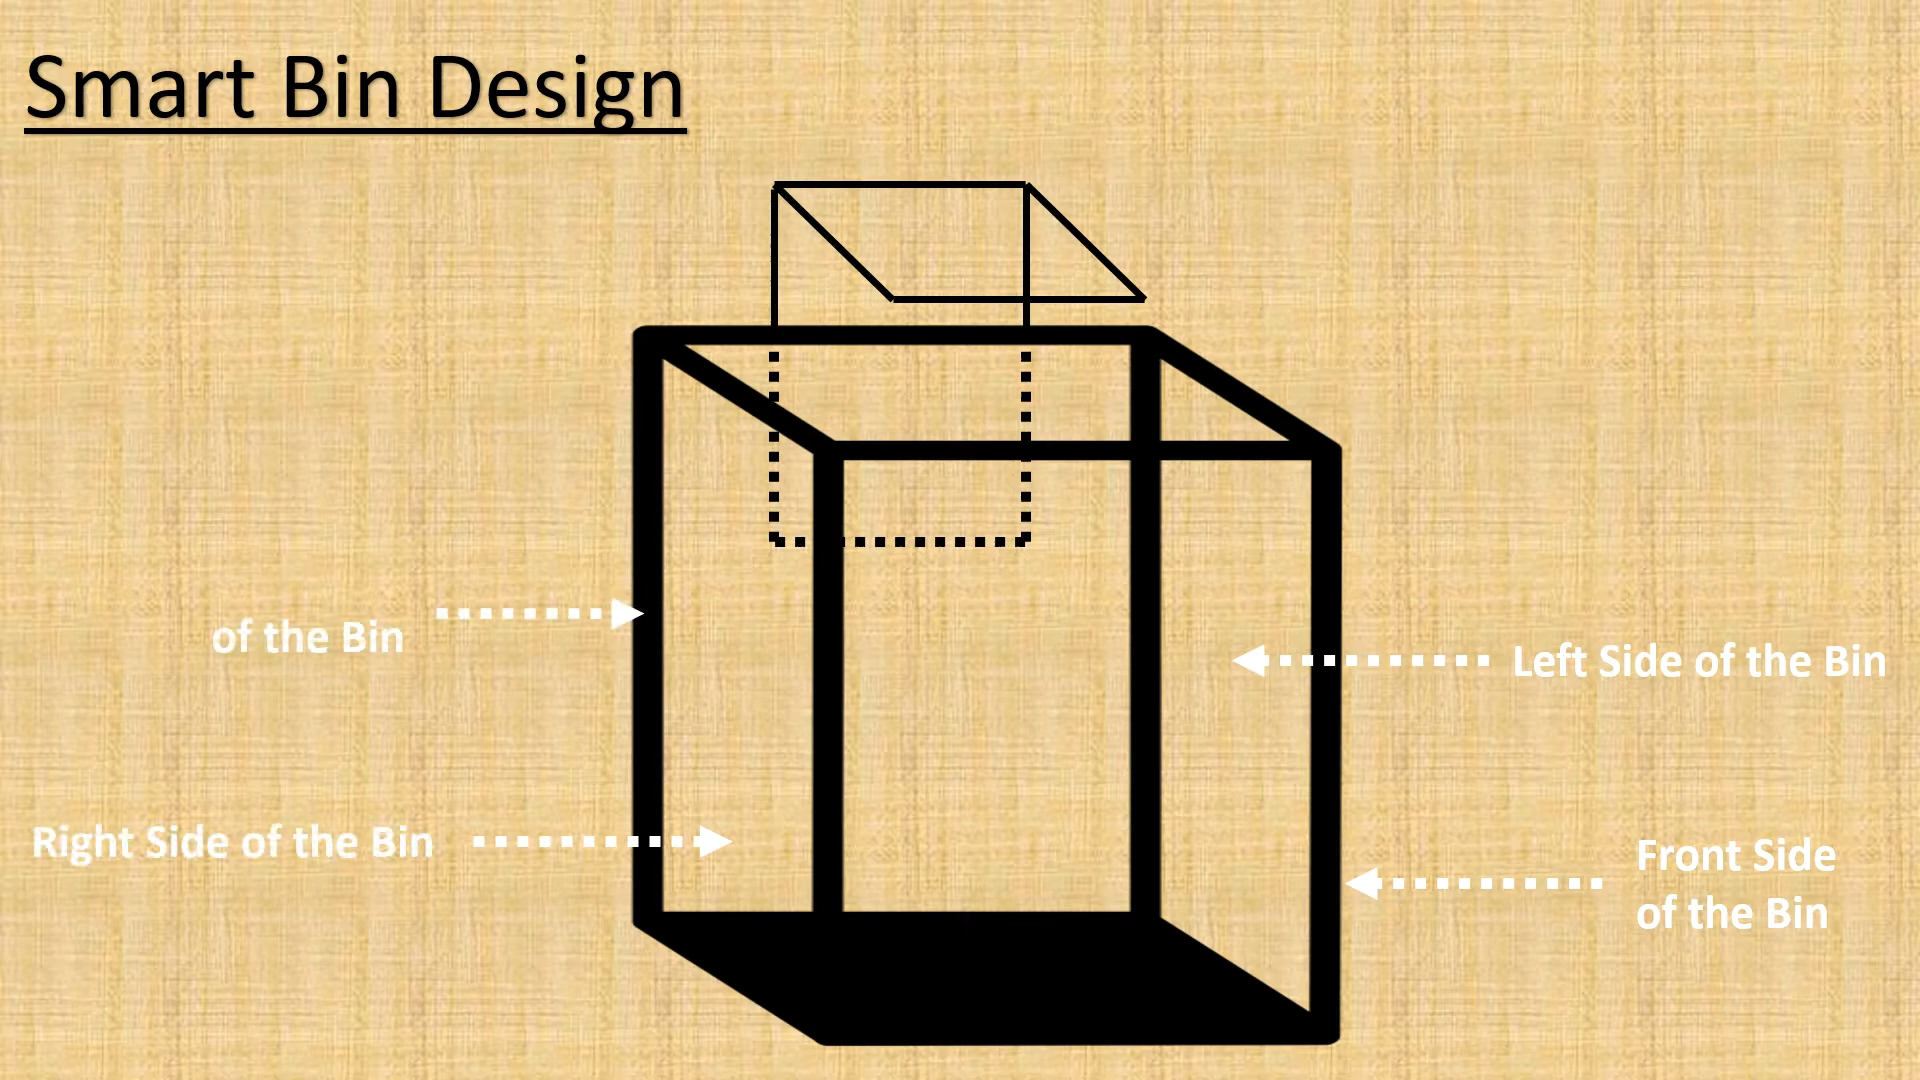 Smart Bin Design
of the Bin
Left Side of the Bin
Right Side of the Bin
Front Side
of the Bin